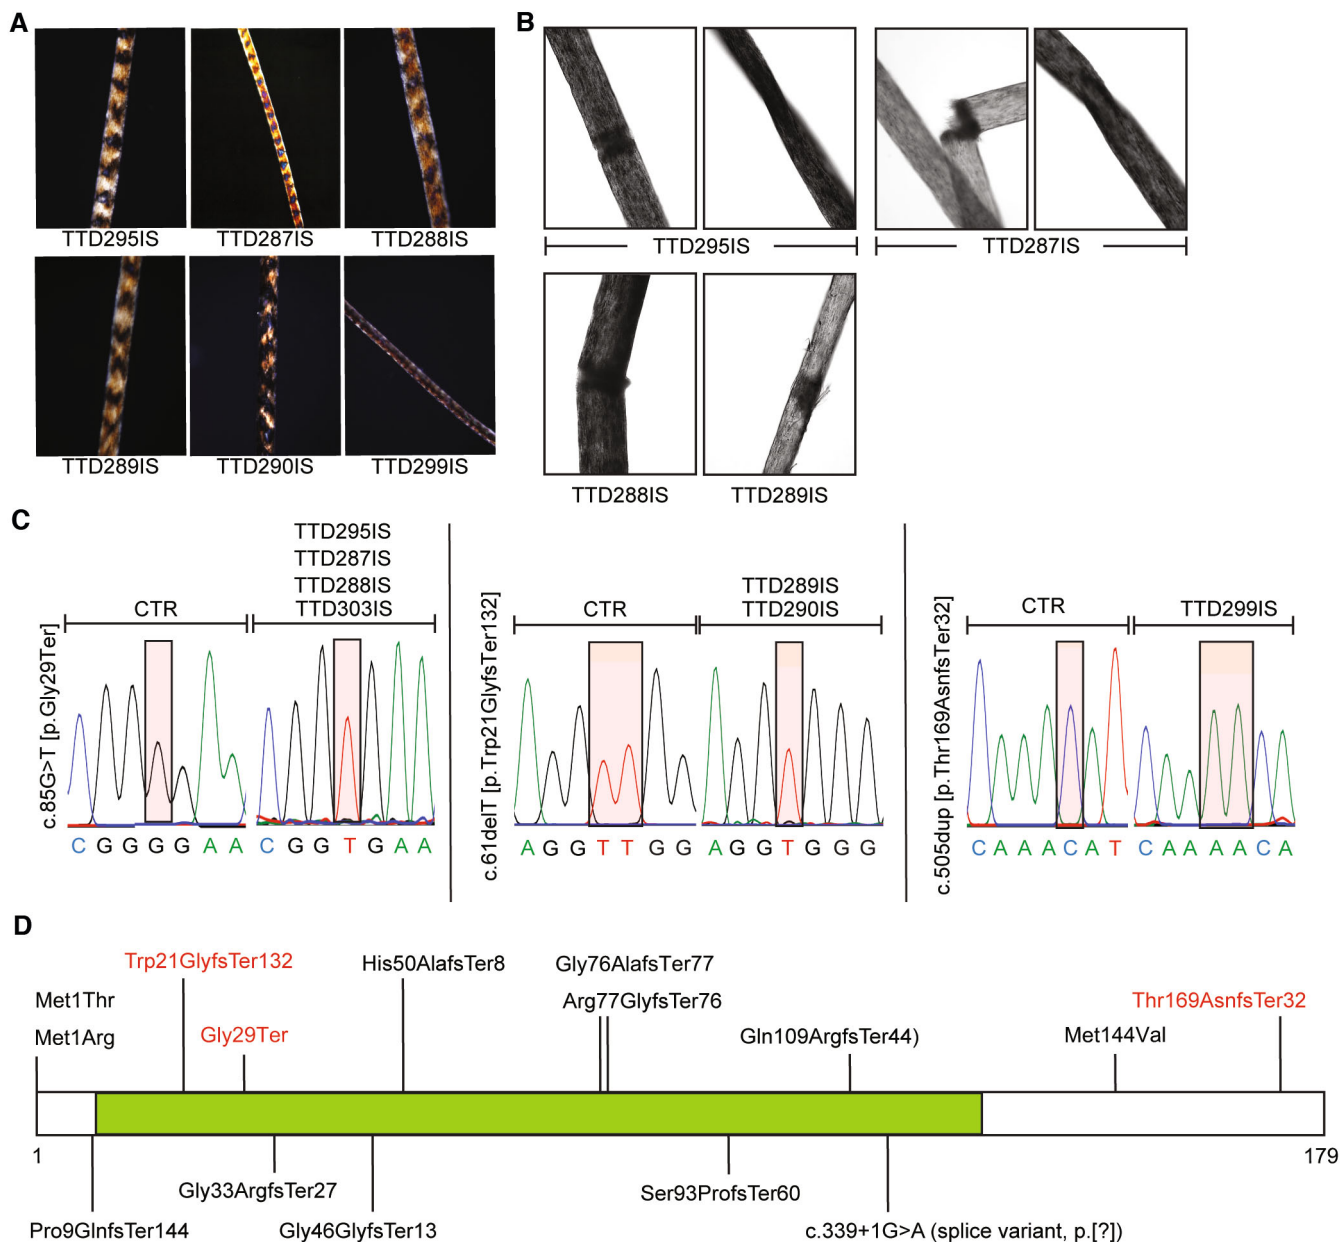 A
TTD295IS
TTD287IS
TTD288IS
TTD289IS
TTD290IS
TTD299IS
B
TTD295IS
TTD287IS
TTD288IS
TTD289IS
C
c.85G>T [p.Gly29Ter]
CTR
TTD295IS
TTD287IS
TTD288IS
TTD303IS
C G G G G A A
C G G T G A A
c.61delT [p.Trp21GlyfsTer132]
CTR
TTD289IS
TTD290IS
A G G T T G G
A G G T G G G
c.505dup [p.Thr169AsnfsTer32]
CTR
TTD299IS
C A A A C A T
C A A A A C A
D
Met1Thr
Met1Arg
Trp21GlyfsTer132
Gly29Ter
His50AlafsTer8
Gly76AlafsTer77
Arg77GlyfsTer76
Gln109ArgfsTer44)
Met144Val
Thr169AsnfsTer32
1
179
Pro9GlnfsTer144
Gly33ArgfsTer27
Gly46GlyfsTer13
Ser93ProfsTer60
c.339+1G>A (splice variant, p.[?])